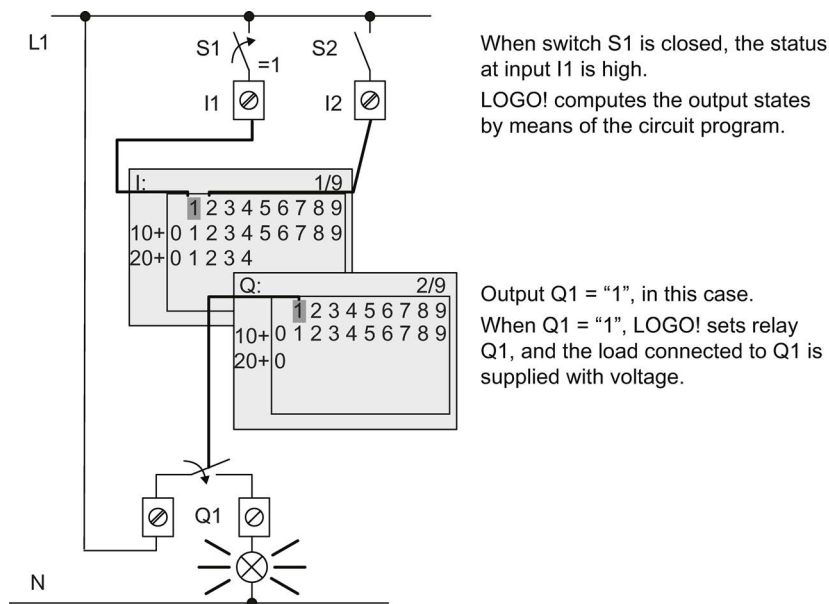 L1
S1
=1
S2
I1
I2
When switch S1 is closed, the status
at input I1 is high.
LOGO! computes the output states
by means of the circuit program.
I: 1/9
1 2 3 4 5 6 7 8 9
10+ 0 1 2 3 4 5 6 7 8 9
20+ 0 1 2 3 4
Q: 2/9
1 2 3 4 5 6 7 8 9
10+ 0 1 2 3 4 5 6 7 8 9
20+ 0
Output Q1 = “1”, in this case.
When Q1 = “1”, LOGO! sets relay
Q1, and the load connected to Q1 is
supplied with voltage.
Q1
N